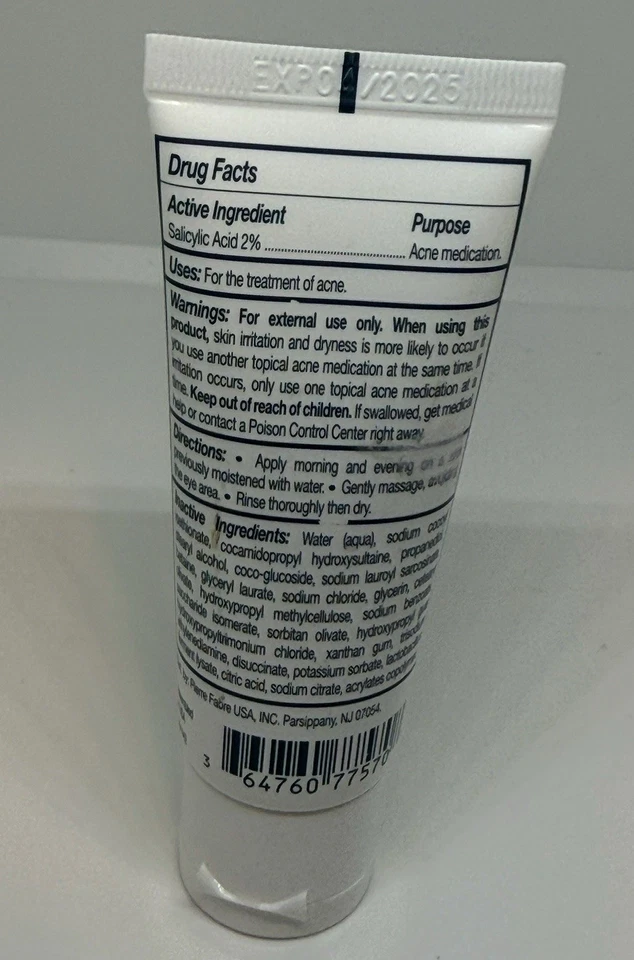 EXP04/2025
Drug Facts
Active Ingredient Purpose
Salicylic Acid 2% ........................................ Acne medication.
Uses: For the treatment of acne.
Warnings: For external use only. When using this
product, skin irritation and dryness is more likely to occur if
you use another topical acne medication at the same time. If
irritation occurs, only use one topical acne medication at a
time. Keep out of reach of children. If swallowed, get medical
help or contact a Poison Control Center right away.
Directions: • Apply morning and evening on a
previously moistened with water. • Gently massage,
the eye area. • Rinse thoroughly then dry.
Inactive Ingredients: Water (aqua), sodium
cocamidopropyl hydroxysultaine,
alcohol, coco-glucoside, sodium lauroyl
glyceryl laurate, sodium chloride, glycerin,
hydroxypropyl methylcellulose, sodium
isomerate, sorbitan olivate, hydroxypropyl
chloride, xanthan gum,
disuccinate, potassium sorbate,
lysate, citric acid, sodium citrate, acrylates
by: Pierre Fabre USA, INC. Parsippany, NJ 07054.
3 64760 77570